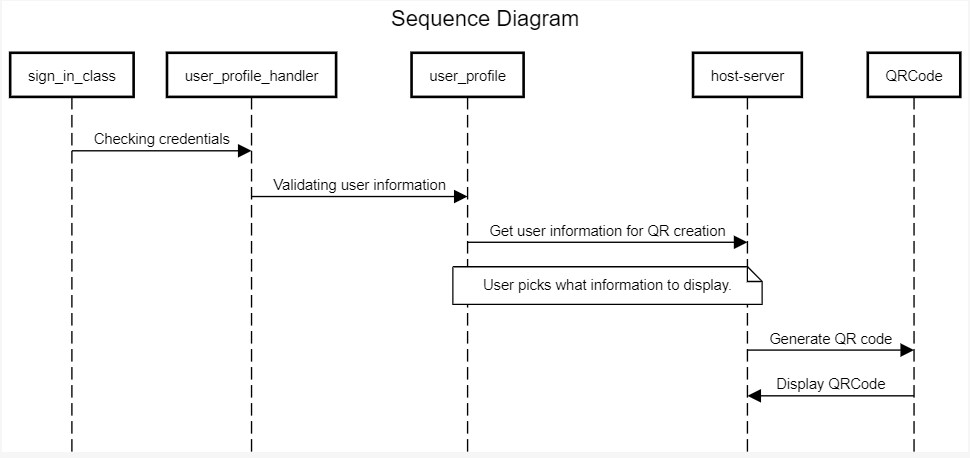 Sequence Diagram
sign_in_class
user_profile_handler
user_profile
host-server
QRCode
Checking credentials
Validating user information
Get user information for QR creation
User picks what information to display.
Generate QR code
Display QRCode